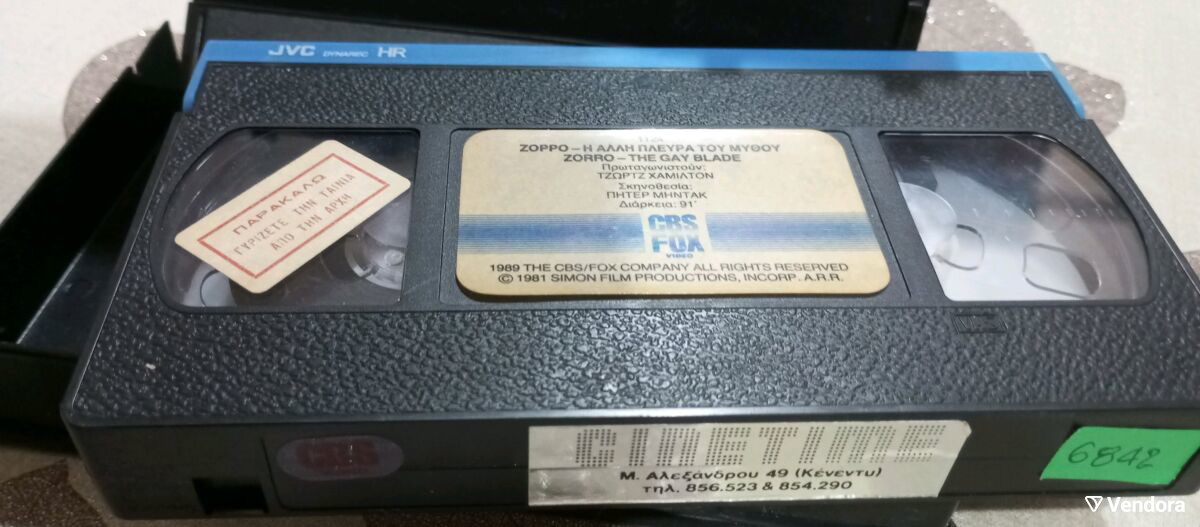 JVC DYNAREC HR
ΠΑΡΑΚΑΛΩ
ΓΥΡΙΖΕΤΕ ΤΗΝ ΤΑΙΝΙΑ
ΑΠΟ ΤΗΝ ΑΡΧΗ
ΖΟΡΡΟ – Η ΑΛΛΗ ΠΛΕΥΡΑ ΤΟΥ ΜΥΘΟΥ
ZORRO – THE GAY BLADE
Πρωταγωνιστούν:
ΤΖΩΡΤΖ ΧΑΜΙΛΤΟΝ
Σκηνοθεσία:
ΠΗΤΕΡ ΜΗΝΤΑΚ
Διάρκεια: 91'
CBS
FOX
VIDEO
1989 THE CBS/FOX COMPANY ALL RIGHTS RESERVED
© 1981 SIMON FILM PRODUCTIONS, INCORP. A.R.R.
CINETIME
Μ. Αλεξάνδρου 49 (Κένεντυ)
τηλ. 856.523 & 854.290
6842
Vendora